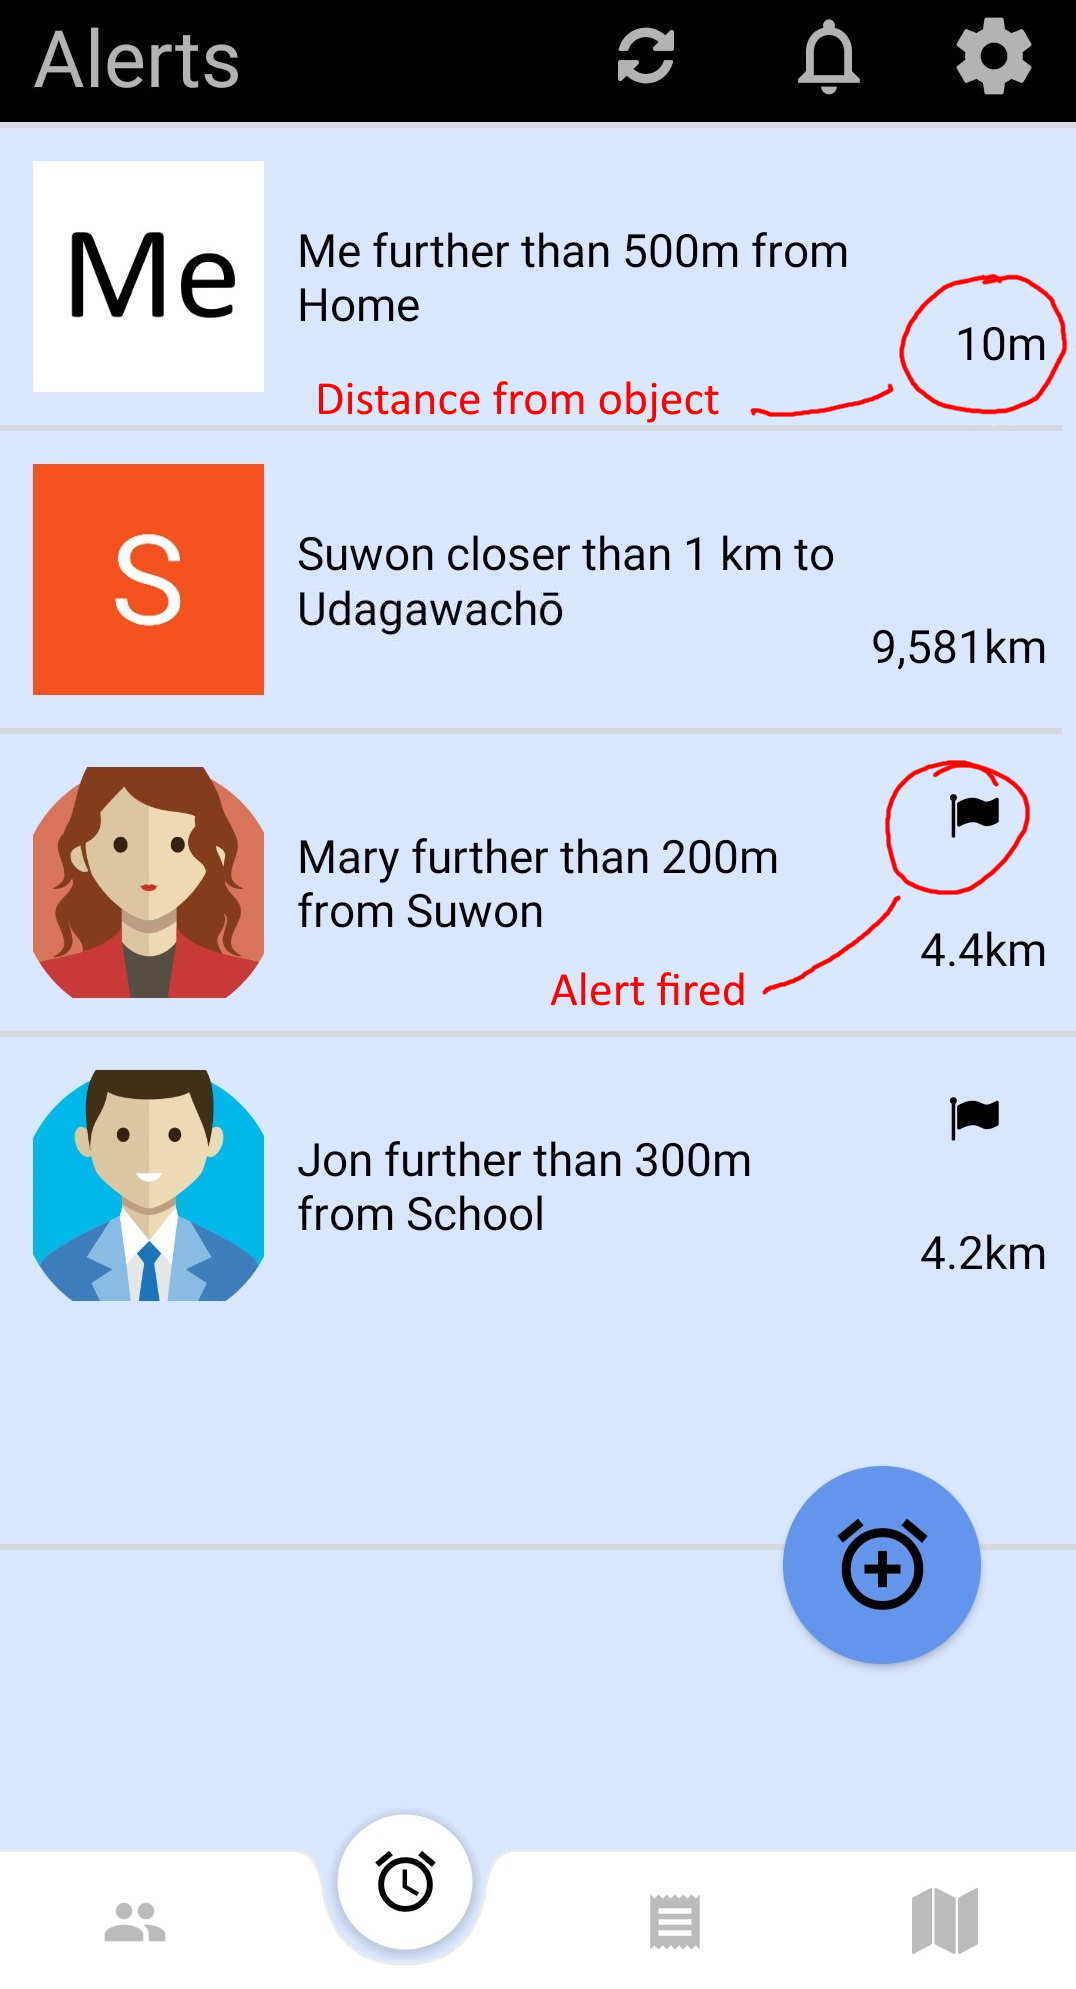 Alerts
Me
Me further than 500m from
Home
10m
Distance from object
S
Suwon closer than 1 km to
Udagawachō
9,581km
Mary further than 200m
from Suwon
4.4km
Alert fired
Jon further than 300m
from School
4.2km